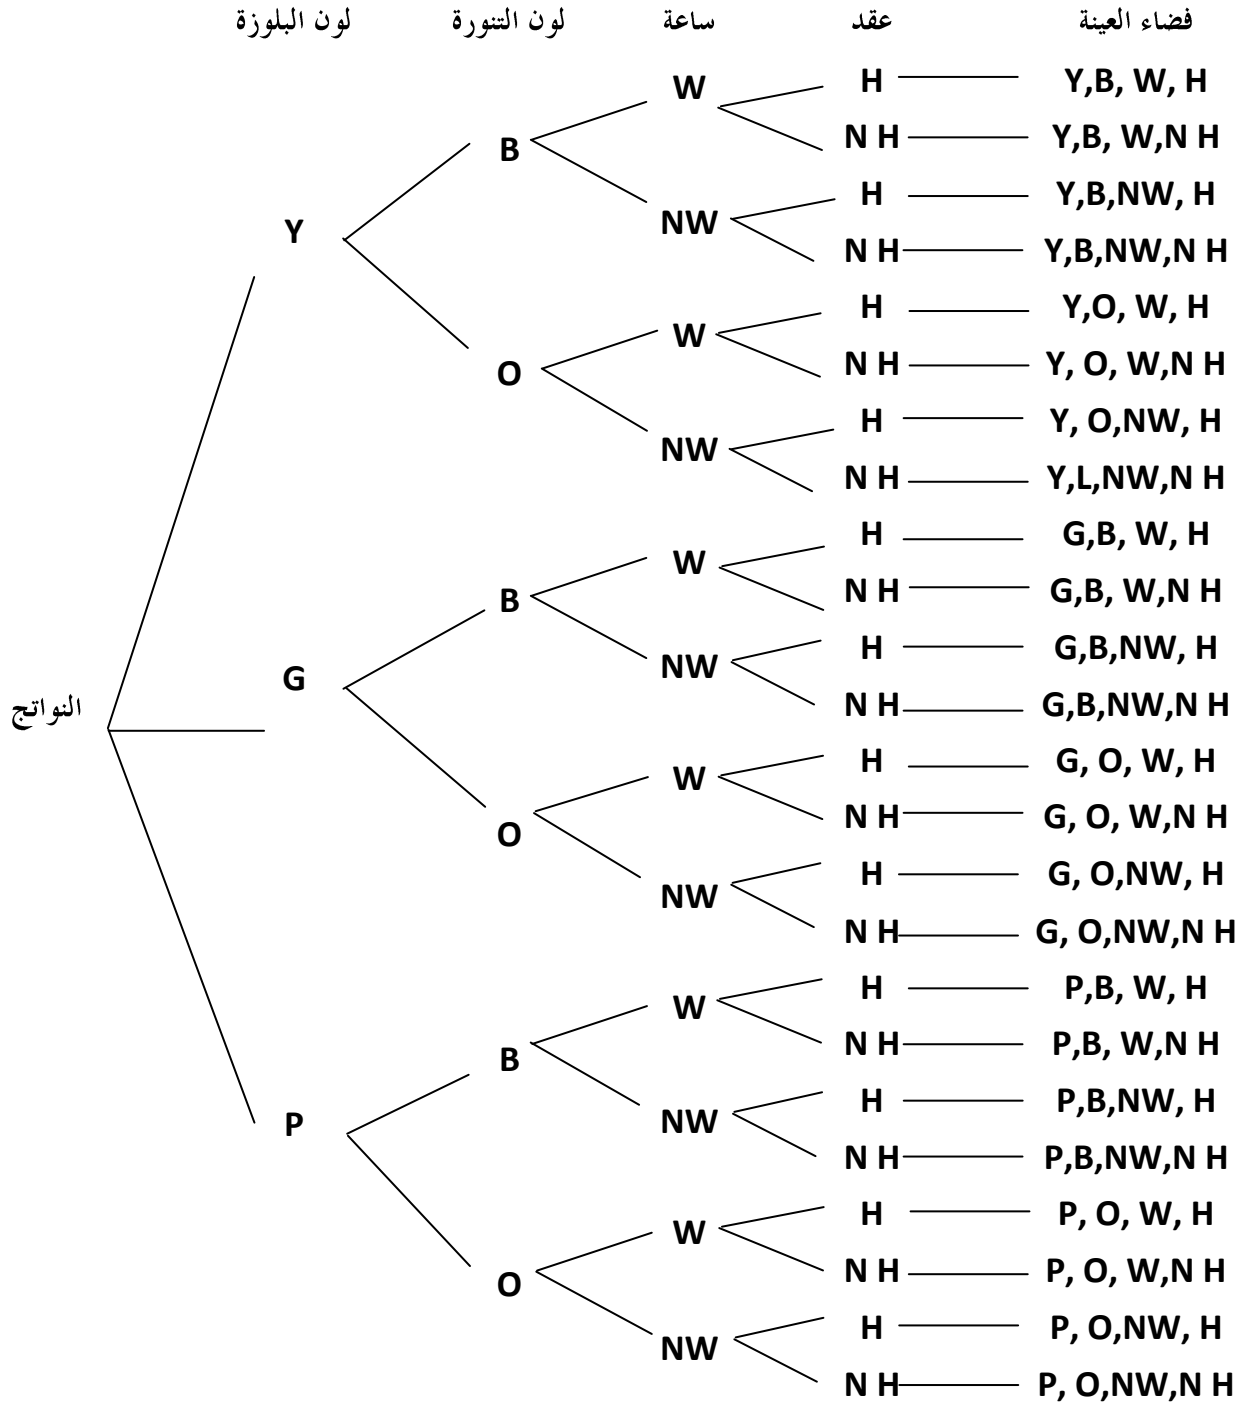 لون البلوزة لون التنورة ساعة عقد فضاء العينة
W H Y,B, W, H
B N H Y,B, W,N H
Y NW H Y,B,NW, H
N H Y,B,NW,N H
W H Y,O, W, H
O N H Y, O, W,N H
NW H Y, O,NW, H
N H Y,L,NW,N H
W H G,B, W, H
B N H G,B, W,N H
G NW H G,B,NW, H
النواتج N H G,B,NW,N H
W H G, O, W, H
O N H G, O, W,N H
NW H G, O,NW, H
N H G, O,NW,N H
W H P,B, W, H
B N H P,B, W,N H
P NW H P,B,NW, H
N H P,B,NW,N H
W H P, O, W, H
O N H P, O, W,N H
NW H P, O,NW, H
N H P, O,NW,N H